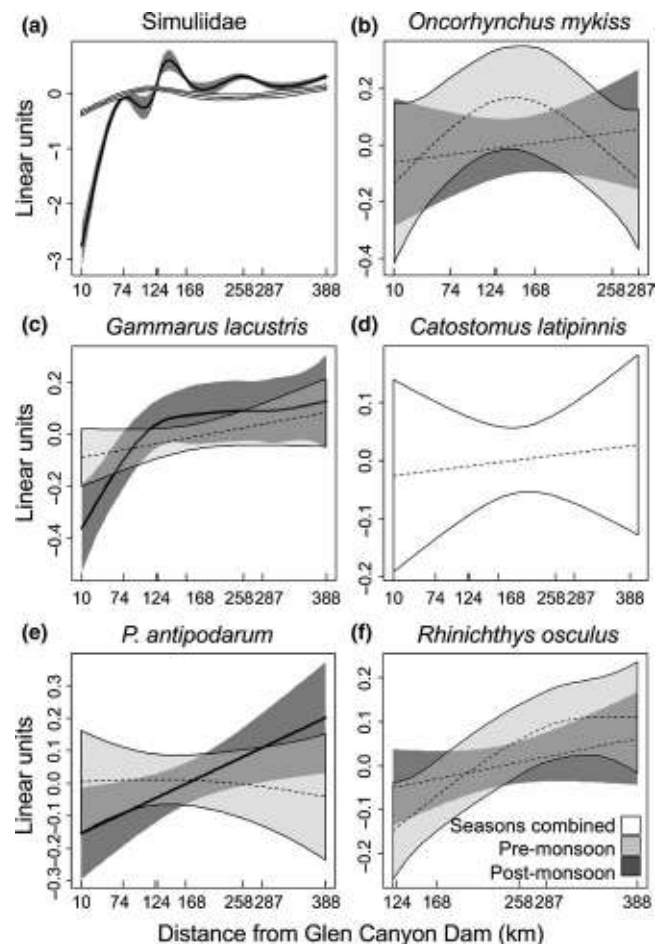 (a) Simuliidae
(b) Oncorhynchus mykiss
Linear units
0
−1
−2
−3
10 74 124 168 258 287 388
0.2
0.0
−0.2
−0.4
10 74 124 168 258 287
(c) Gammarus lacustris
(d) Catostomus latipinnis
Linear units
0.2
0.0
−0.2
−0.4
10 74 124 168 258 287 388
0.1
0.0
−0.1
−0.2
10 74 124 168 258 287 388
(e) P. antipodarum
(f) Rhinichthys osculus
Linear units
0.3
0.2
0.1
0.0
−0.1
−0.2
−0.3
10 74 124 168 258 287 388
0.2
0.1
0.0
−0.1
−0.2
124 168 258 287 388
Seasons combined
Pre-monsoon
Post-monsoon
Distance from Glen Canyon Dam (km)